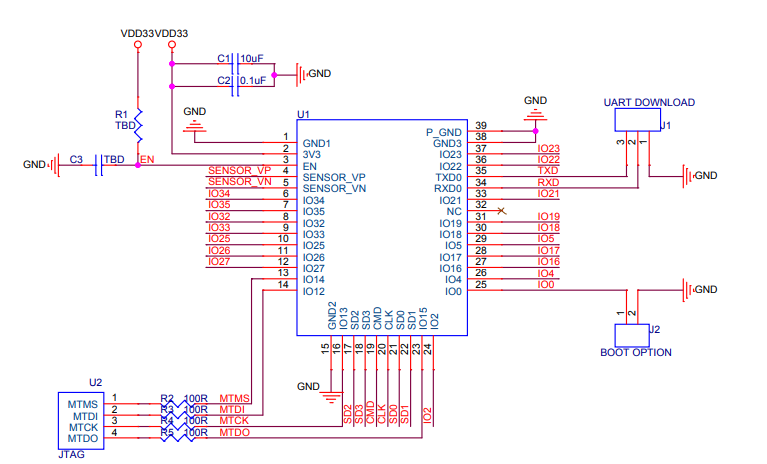 VDD33 VDD33
C1 10uF
C2 0.1uF
GND
R1
TBD
GND
GND C3 TBD EN
U1
1 GND1
2 3V3
3 EN
SENSOR_VP 4 SENSOR_VP
SENSOR_VN 5 SENSOR_VN
IO34 6 IO34
IO35 7 IO35
IO32 8 IO32
IO33 9 IO33
IO25 10 IO25
IO26 11 IO26
IO27 12 IO27
13 IO14
14 IO12
GND
P_GND 39
GND3 38
IO23 37 IO23
IO22 36 IO22
TXD0 35 TXD
RXD0 34 RXD
IO21 33 IO21
NC 32
IO19 31 IO19
IO18 30 IO18
IO5 29 IO5
IO17 28 IO17
IO16 27 IO16
IO4 26 IO4
IO0 25 IO0
UART DOWNLOAD
J1
3 2 1
GND
GND
1 2
J2
BOOT OPTION
GND2 IO13 SD2 SD3 CMD CLK SD0 SD1 IO15 IO2
15 16 17 18 19 20 21 22 23 24
GND
SD2 SD3 CMD CLK SD0 SD1 IO2
U2
MTMS 1 R2 100R MTMS
MTDI 2 R3 100R MTDI
MTCK 3 R4 100R MTCK
MTDO 4 R5 100R MTDO
JTAG